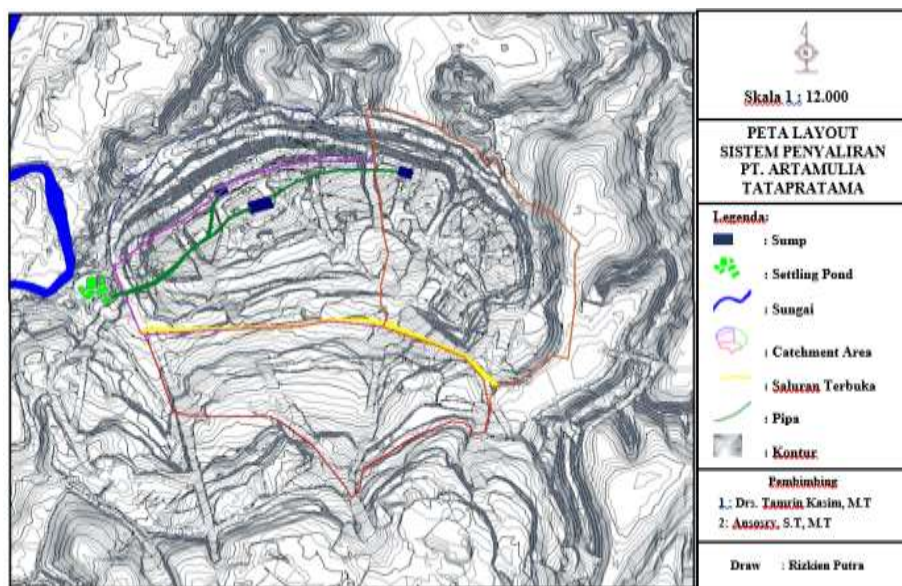 Skala 1 : 12.000
PETA LAYOUT
SISTEM PENYALIRAN
PT. ARTAMULIA
TATAPRATAMA
Legenda:
: Sump
: Settling Pond
: Sungai
: Catchment Area
: Saluran Terbuka
: Pipa
: Kontur
Pembimbing
1 : Drs. Tamrin Kasim, M.T
2: Ansosry, S.T, M.T
Draw : Rizkien Putra